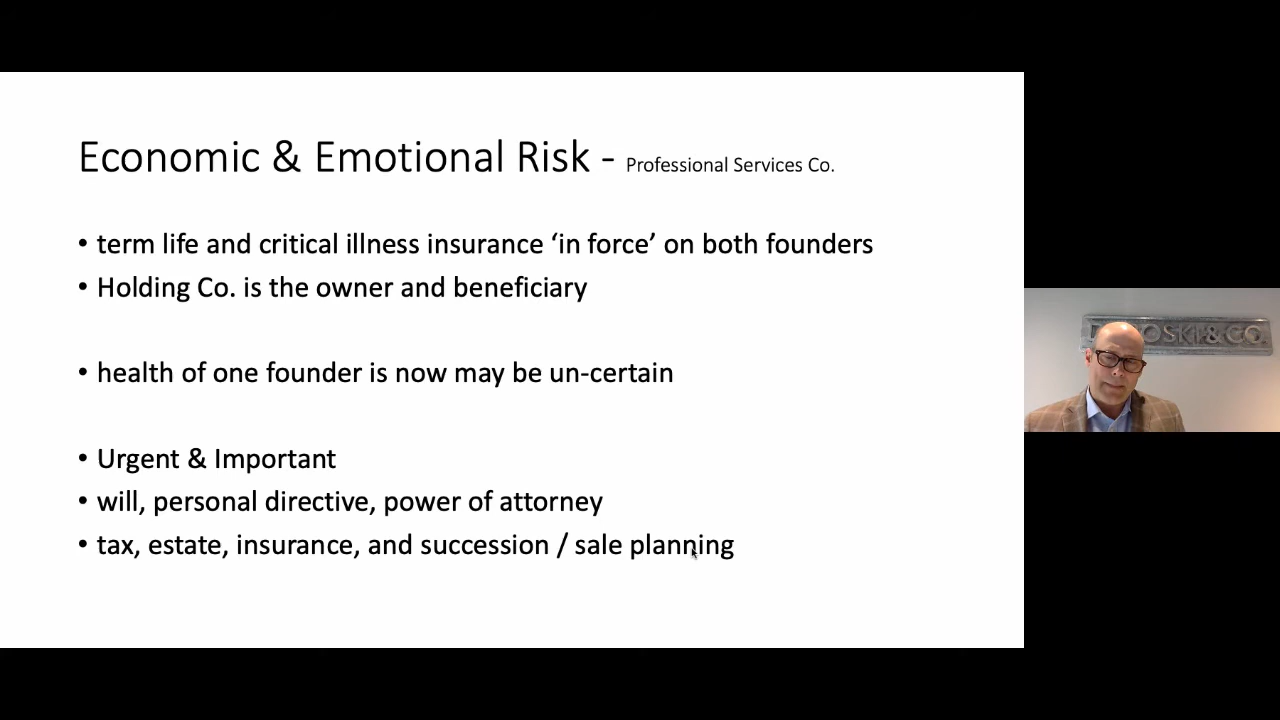 Economic & Emotional Risk - Professional Services Co.
• term life and critical illness insurance ‘in force’ on both founders
• Holding Co. is the owner and beneficiary
• health of one founder is now may be un-certain
• Urgent & Important
• will, personal directive, power of attorney
• tax, estate, insurance, and succession / sale planning
&CO.